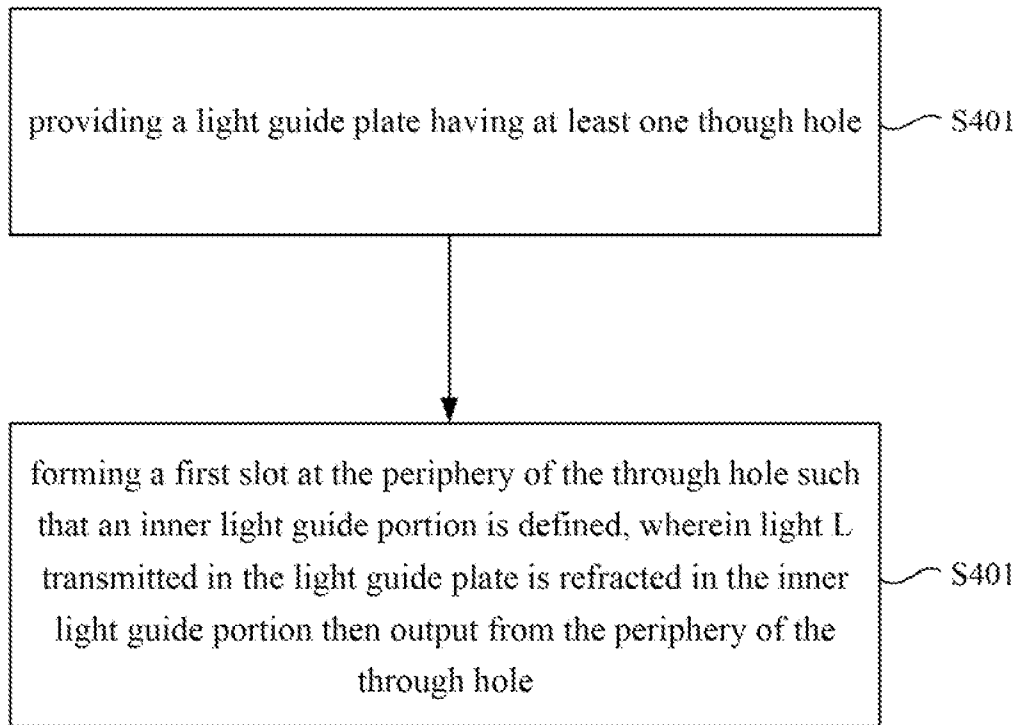 providing a light guide plate having at least one though hole
S401
forming a first slot at the periphery of the through hole such
that an inner light guide portion is defined, wherein light L
transmitted in the light guide plate is refracted in the inner
light guide portion then output from the periphery of the
through hole
S401